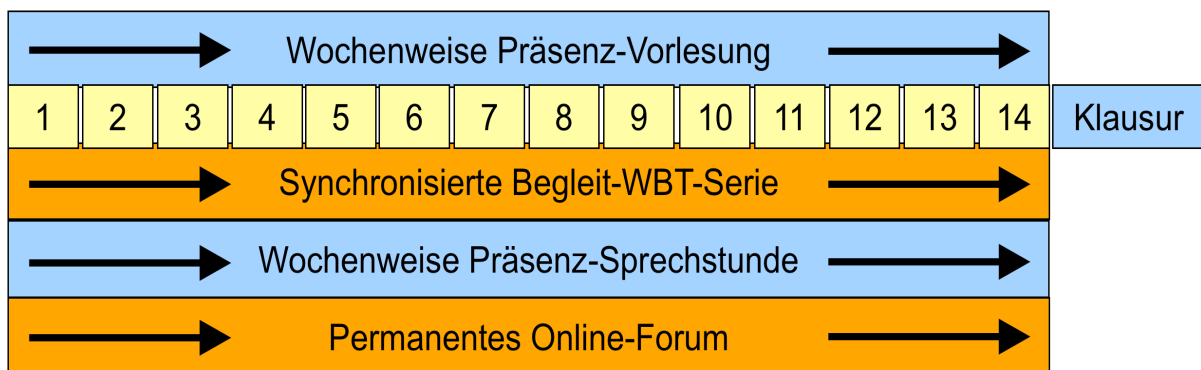 Wochenweise Präsenz-Vorlesung
1 2 3 4 5 6 7 8 9 10 11 12 13 14 Klausur
Synchronisierte Begleit-WBT-Serie
Wochenweise Präsenz-Sprechstunde
Permanentes Online-Forum